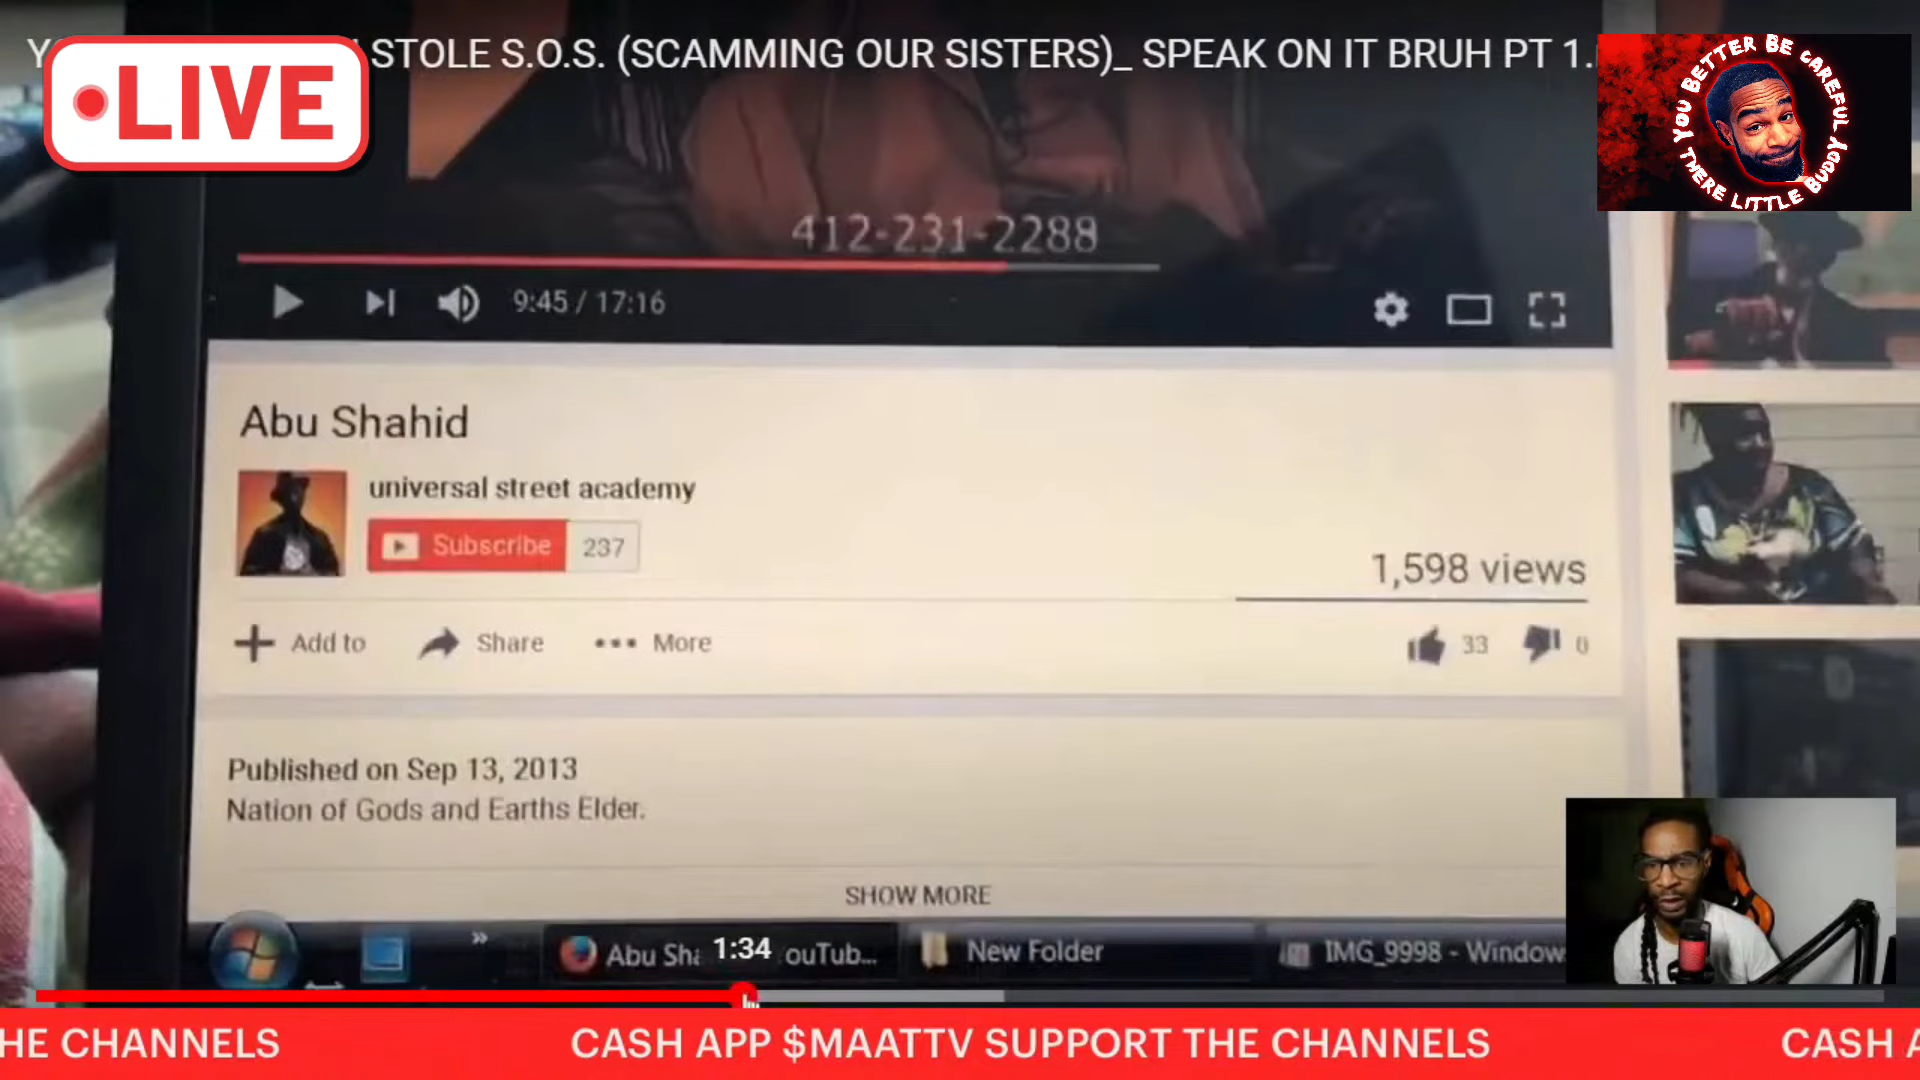 STOLE S.O.S. (SCAMMING OUR SISTERS)_ SPEAK ON IT BRUH PT 1.
LIVE
YOU BETTER BE CAREFUL
THERE LITTLE BUDDY
412-231-2288
9:45 / 17:16
Abu Shahid
universal street academy
Subscribe 237
1,598 views
Add to Share More 33 0
Published on Sep 13, 2013
Nation of Gods and Earths Elder.
SHOW MORE
» Abu Sha 1:34 ouTub... New Folder IMG_9998 - Window
HE CHANNELS CASH APP $MAATTV SUPPORT THE CHANNELS CASH A